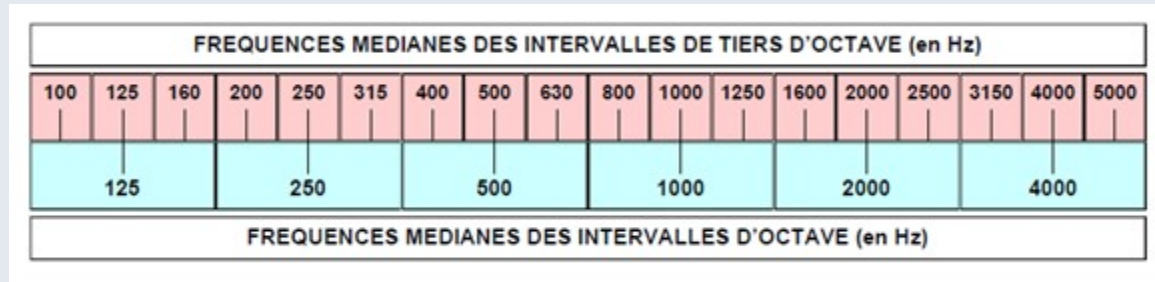 FREQUENCES MEDIANES DES INTERVALLES DE TIERS D'OCTAVE (en Hz)
100 125 160 200 250 315 400 500 630 800 1000 1250 1600 2000 2500 3150 4000 5000
125 250 500 1000 2000 4000
FREQUENCES MEDIANES DES INTERVALLES D'OCTAVE (en Hz)